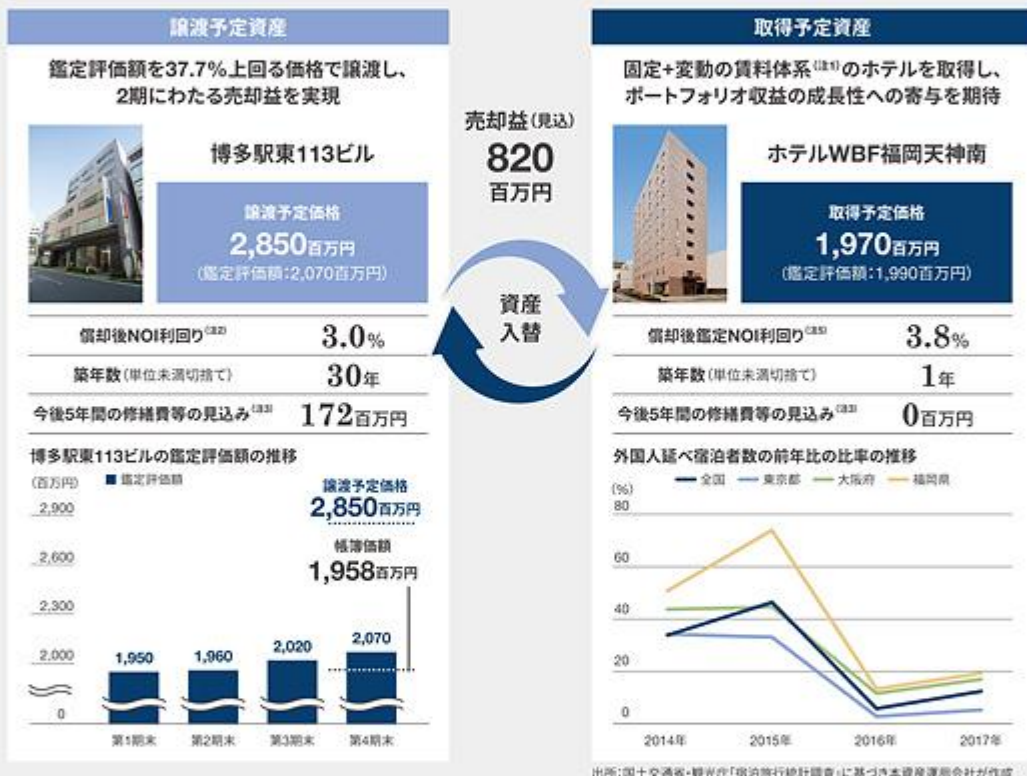 譲渡予定資産
鑑定評価額を37.7%上回る価格で譲渡し、
2期にわたる売却益を実現
博多駅東113ビル
譲渡予定価格
2,850百万円
(鑑定評価額:2,070百万円)
償却後NOI利回り(注2) 3.0%
築年数(単位未満切捨て) 30年
今後5年間の修繕費等の見込み(注3) 172百万円
博多駅東113ビルの鑑定評価額の推移
(百万円) ■ 鑑定評価額
譲渡予定価格
2,850百万円
帳簿価額
1,958百万円
2,900
2,600
2,300
2,000
0
1,950 1,960 2,020 2,070
第1期末 第2期末 第3期末 第4期末
売却益(見込)
820
百万円
資産
入替
取得予定資産
固定+変動の賃料体系(注1)のホテルを取得し、
ポートフォリオ収益の成長性への寄与を期待
ホテルWBF福岡天神南
取得予定価格
1,970百万円
(鑑定評価額:1,990百万円)
償却後鑑定NOI利回り(注5) 3.8%
築年数(単位未満切捨て) 1年
今後5年間の修繕費等の見込み(注3) 0百万円
外国人延べ宿泊者数の前年比の比率の推移
(%) 全国 東京都 大阪府 福岡県
80
60
40
20
0
2014年 2015年 2016年 2017年
出所:国土交通省・観光庁「宿泊旅行統計調査」に基づき本資産運用会社が作成